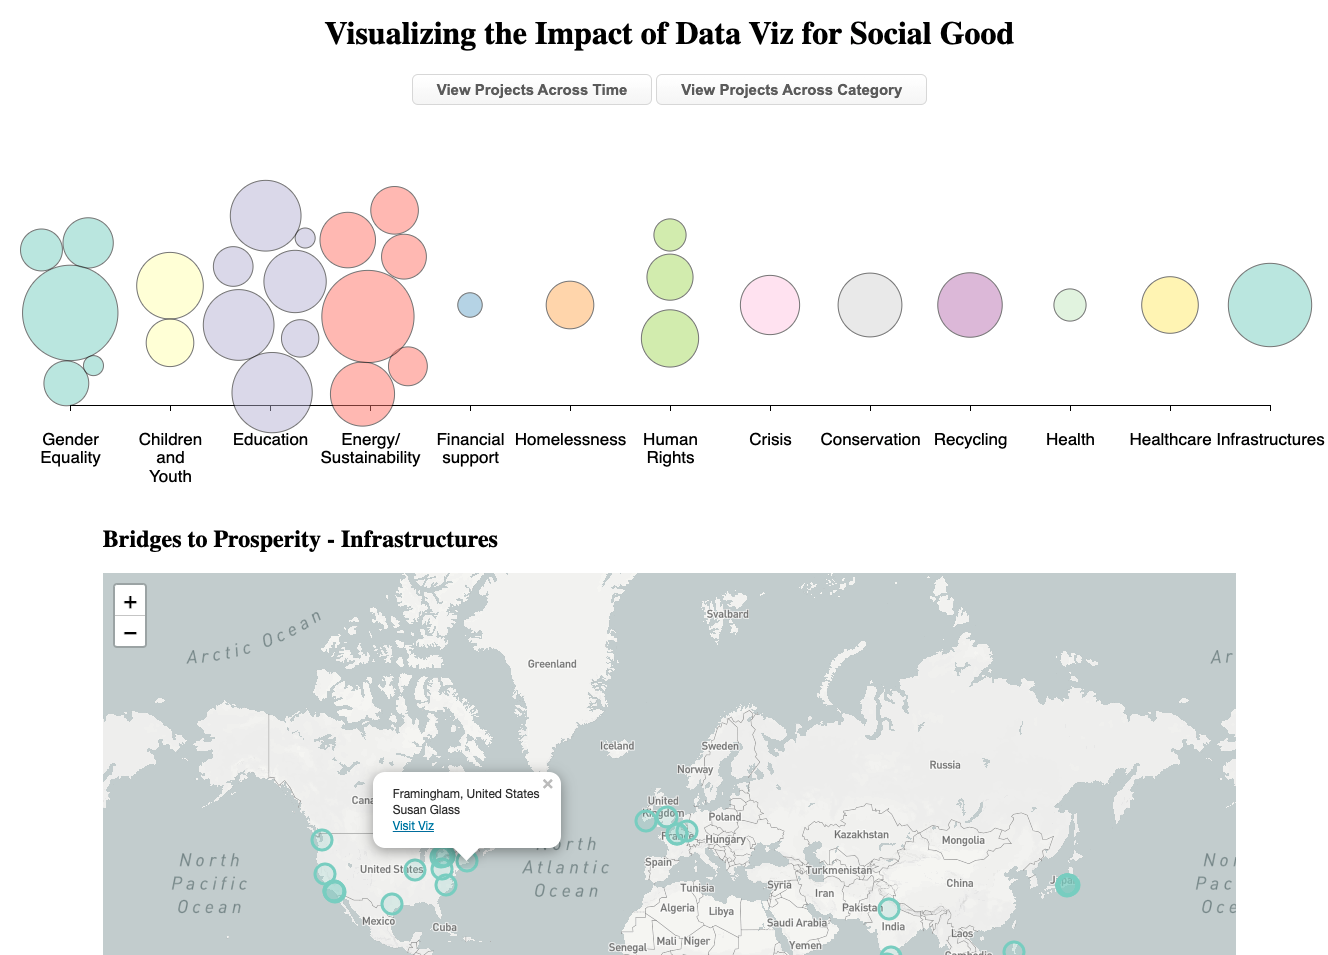 Visualizing the Impact of Data Viz for Social Good
View Projects Across Time
View Projects Across Category
Gender
Equality
Children
and
Youth
Education
Energy/
Sustainability
Financial
support
Homelessness
Human
Rights
Crisis
Conservation
Recycling
Health
Healthcare
Infrastructures
Bridges to Prosperity - Infrastructures
+
−
Arctic Ocean
Svalbard
Ar
Greenland
Iceland
Sweden
Norway
Russia
Framingham, United States
Susan Glass
Visit Viz
×
Cana
United
Kingdom
Poland
France
Hungary
Kazakhstan
Mongolia
North
Pacific
Ocean
United States
orth
Atlantic
Ocean
Spain
Turkmenistan
China
Japan
Nor
Pac
Oce
Tunisia
Syria
Iran
Mexico
Cuba
Algeria
Libya
Pakistan
Saudi Arabia
India
Senegal
Mali
Niger
Yemen
Laos
Cambodia